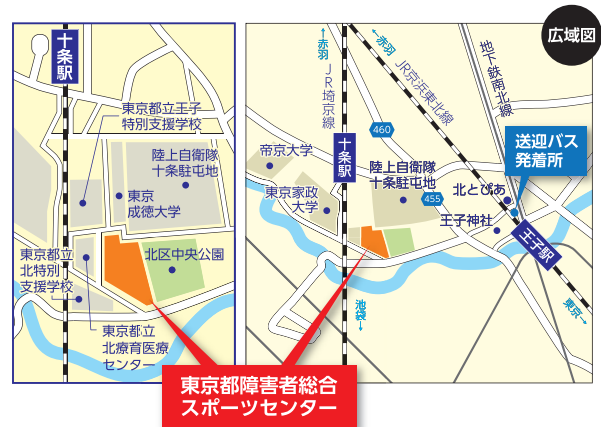 十条駅
東京都立王子
特別支援学校
陸上自衛隊
十条駐屯地
東京
成徳大学
東京都立
北特別
支援学校
北区中央公園
東京都立
北療育医療
センター
広域図
←赤羽
←赤羽
JR埼京線
JR京浜東北線
地下鉄南北線
460
送迎バス
発着所
帝京大学
十条駅
陸上自衛隊
十条駐屯地
東京家政
大学
455
北とぴあ
王子神社
王子駅
池袋→
東京→
東京都障害者総合
スポーツセンター